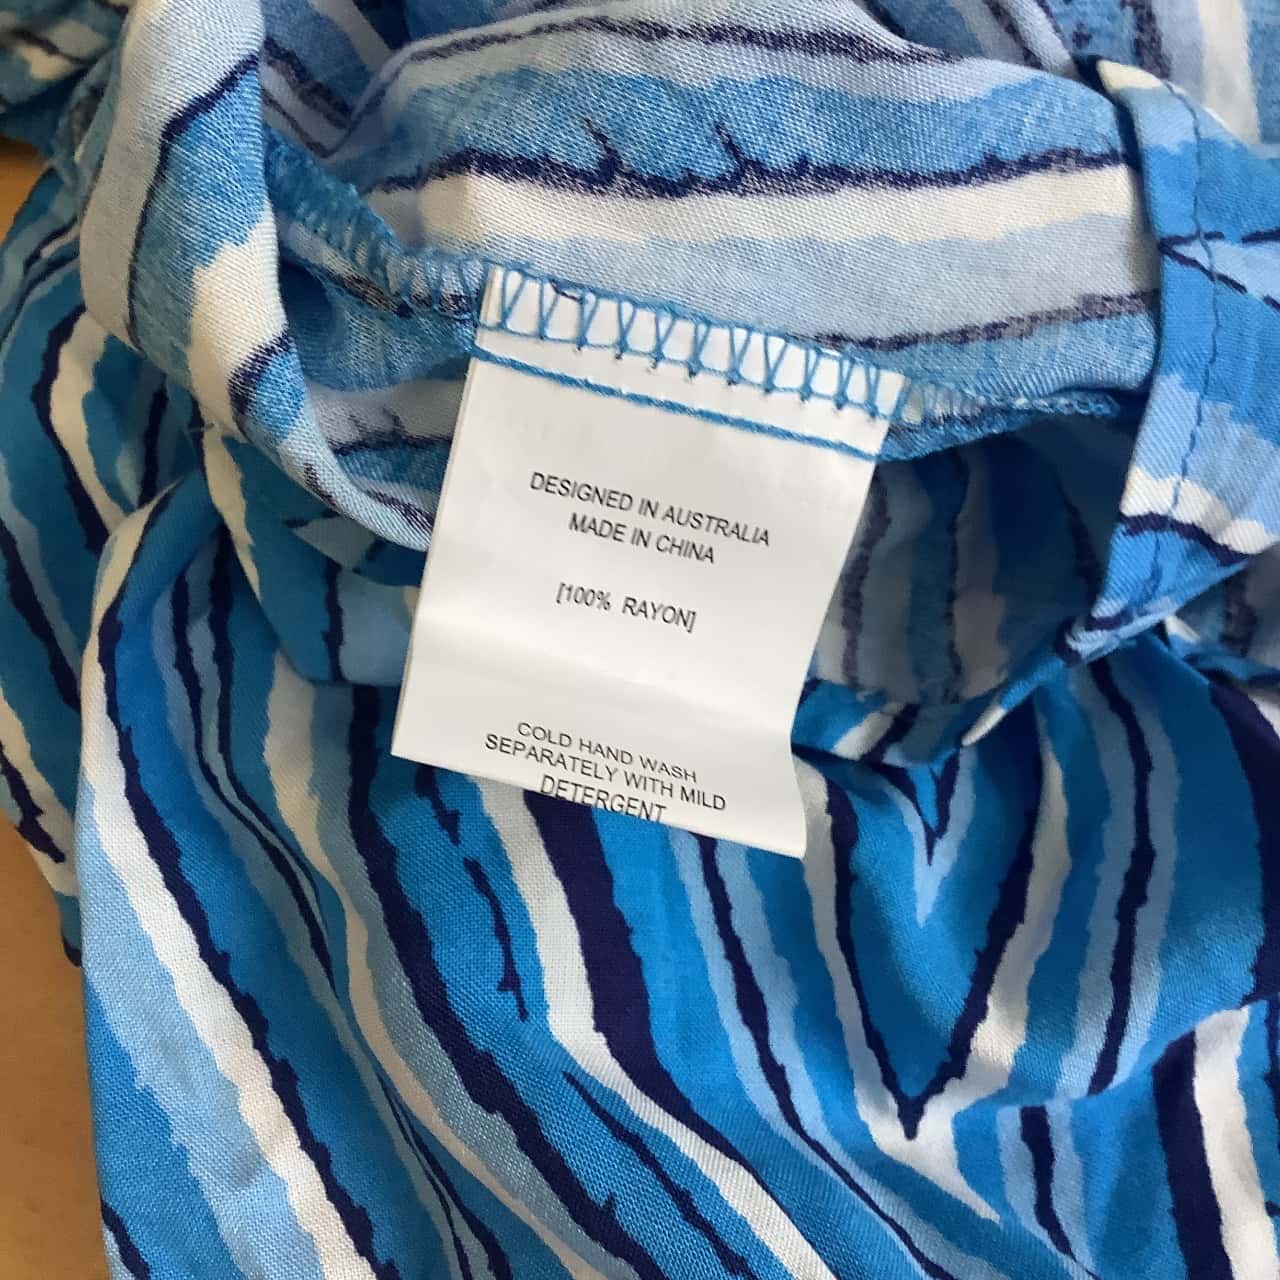 DESIGNED IN AUSTRALIA
MADE IN CHINA
[100% RAYON]
COLD HAND WASH
SEPARATELY WITH MILD
DETERGENT